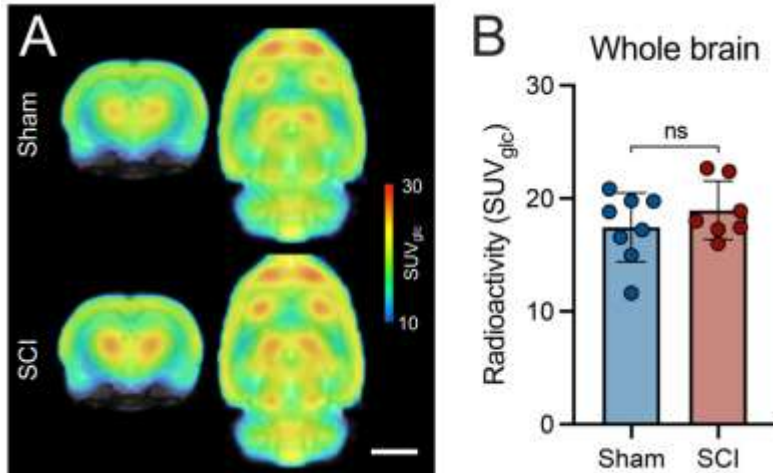 A
Sham
SCI
30
SUVglc
10
B
Whole brain
Radioactivity (SUVglc)
30
20
10
0
ns
Sham
SCI